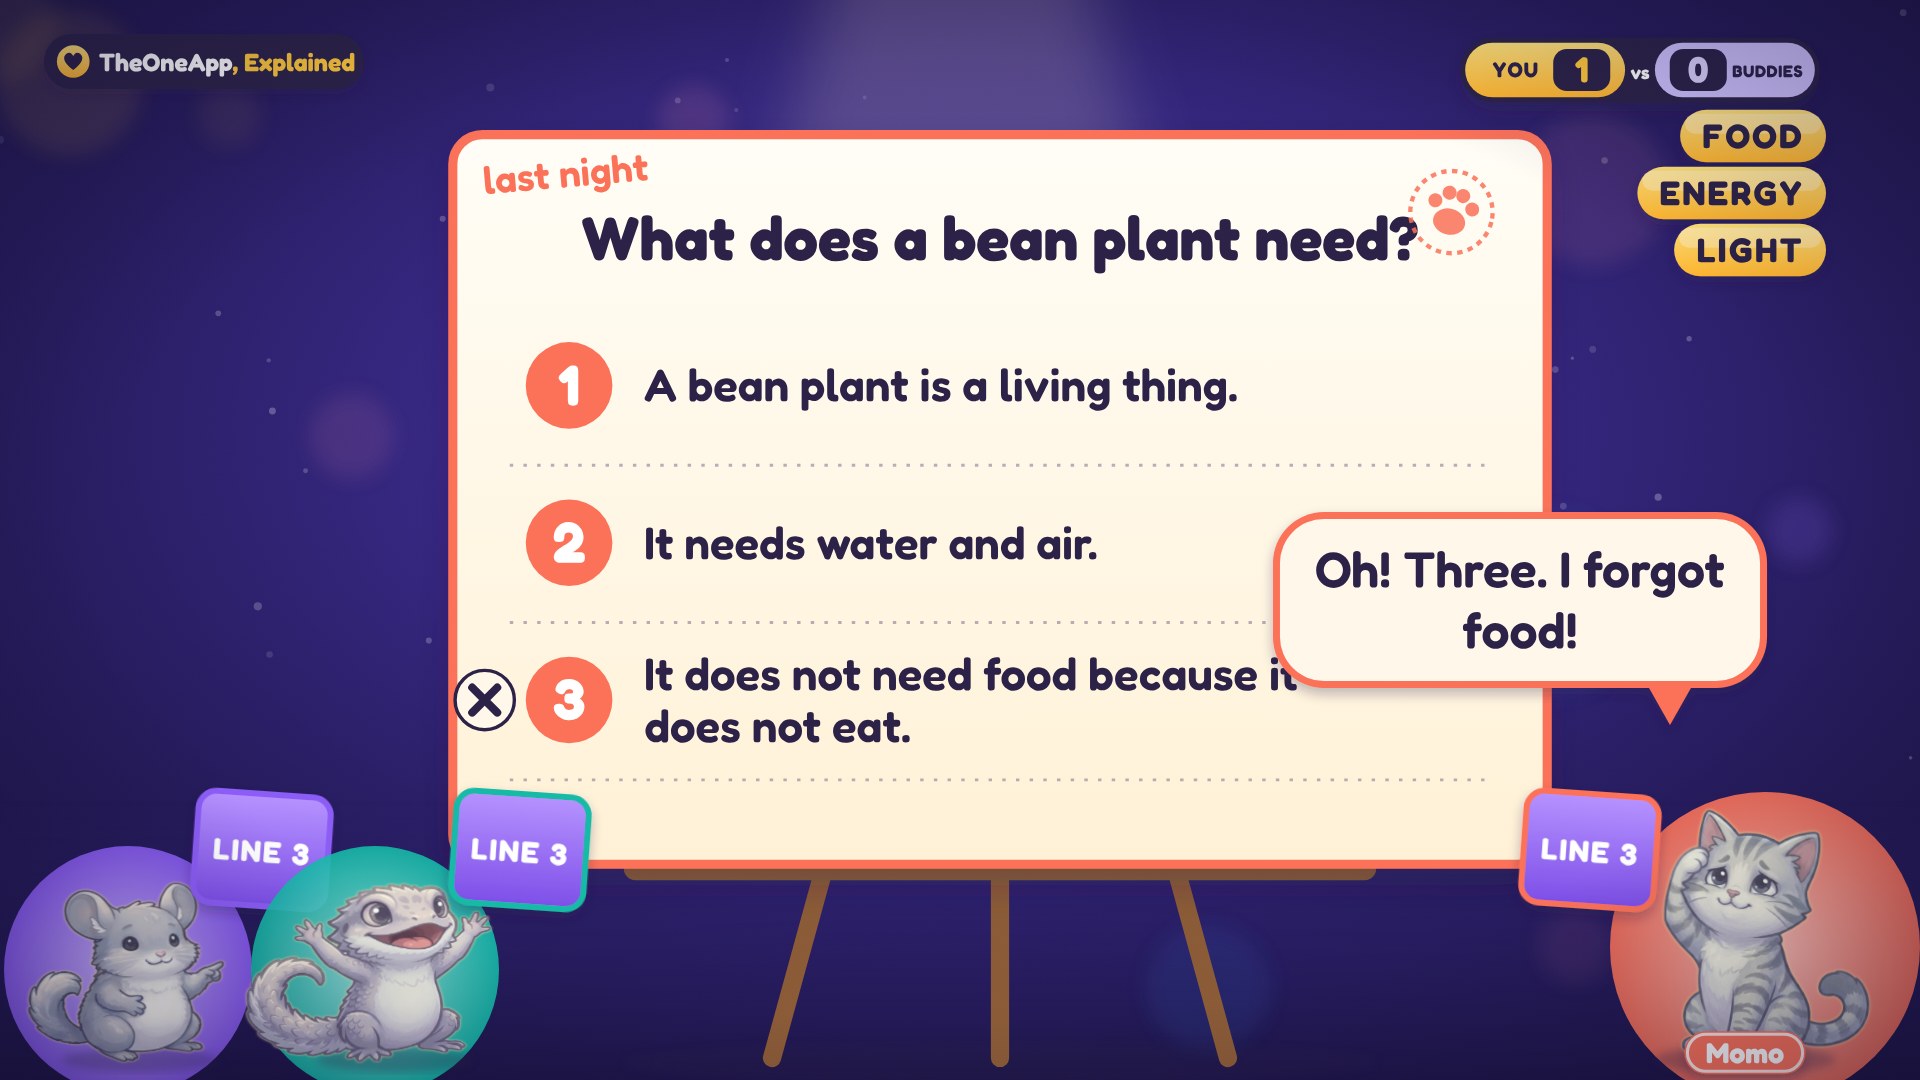 TheOneApp, Explained
YOU 1 vs 0 BUDDIES
FOOD
ENERGY
LIGHT
last night
What does a bean plant need?
1 A bean plant is a living thing.
2 It needs water and air.
3 It does not need food because it
does not eat.
Oh! Three. I forgot
food!
LINE 3
LINE 3
LINE 3
Momo